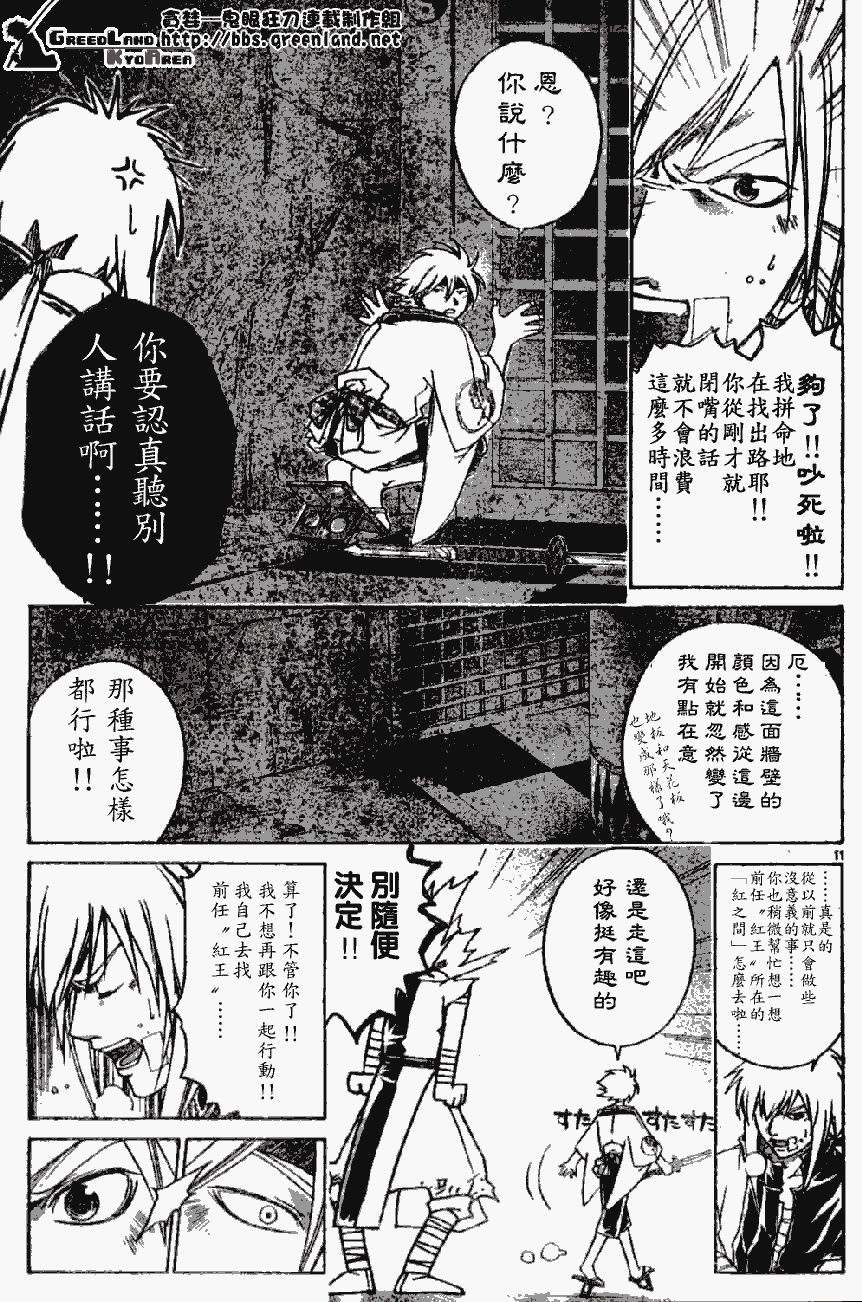 GREEDLAND
KYOAREA
鬼眼狂刀連載制作組
http://bbs.greenland.net
夠了!!吵死啦!!
我拼命地
在找出路耶!!
你從剛才就
閉嘴的話
就不會浪費
這麼多時間……
恩?
你說什麼?
你要認真聽別
人講話啊……!!
厄……
因為這面牆壁的
顏色和感從這邊
開始就忽然變了
我有點在意
地板和天花板
也變成那樣了哦?
那種事怎樣
都行啦!!
11
……真是的
從以前就只會做些
沒意義的事……
你也稍微幫忙想一想
前任〝紅王〞所在的
「紅之間」怎麼去啦……
還是走這吧
好像挺有趣的
すたすたすた
別隨便
決定!!
算了!不管你了!!
我不想再跟你一起行動!!
我自己去找
前任〝紅王〞……